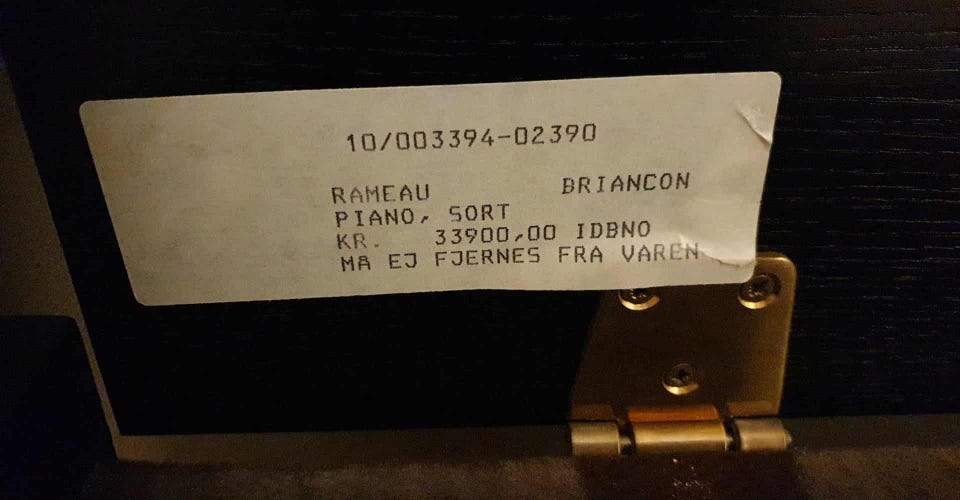 10/003394-02390
RAMEAU BRIANCON
PIANO, SORT
KR. 33900,00 IDBNO
MA EJ FJERNES FRA VAREN